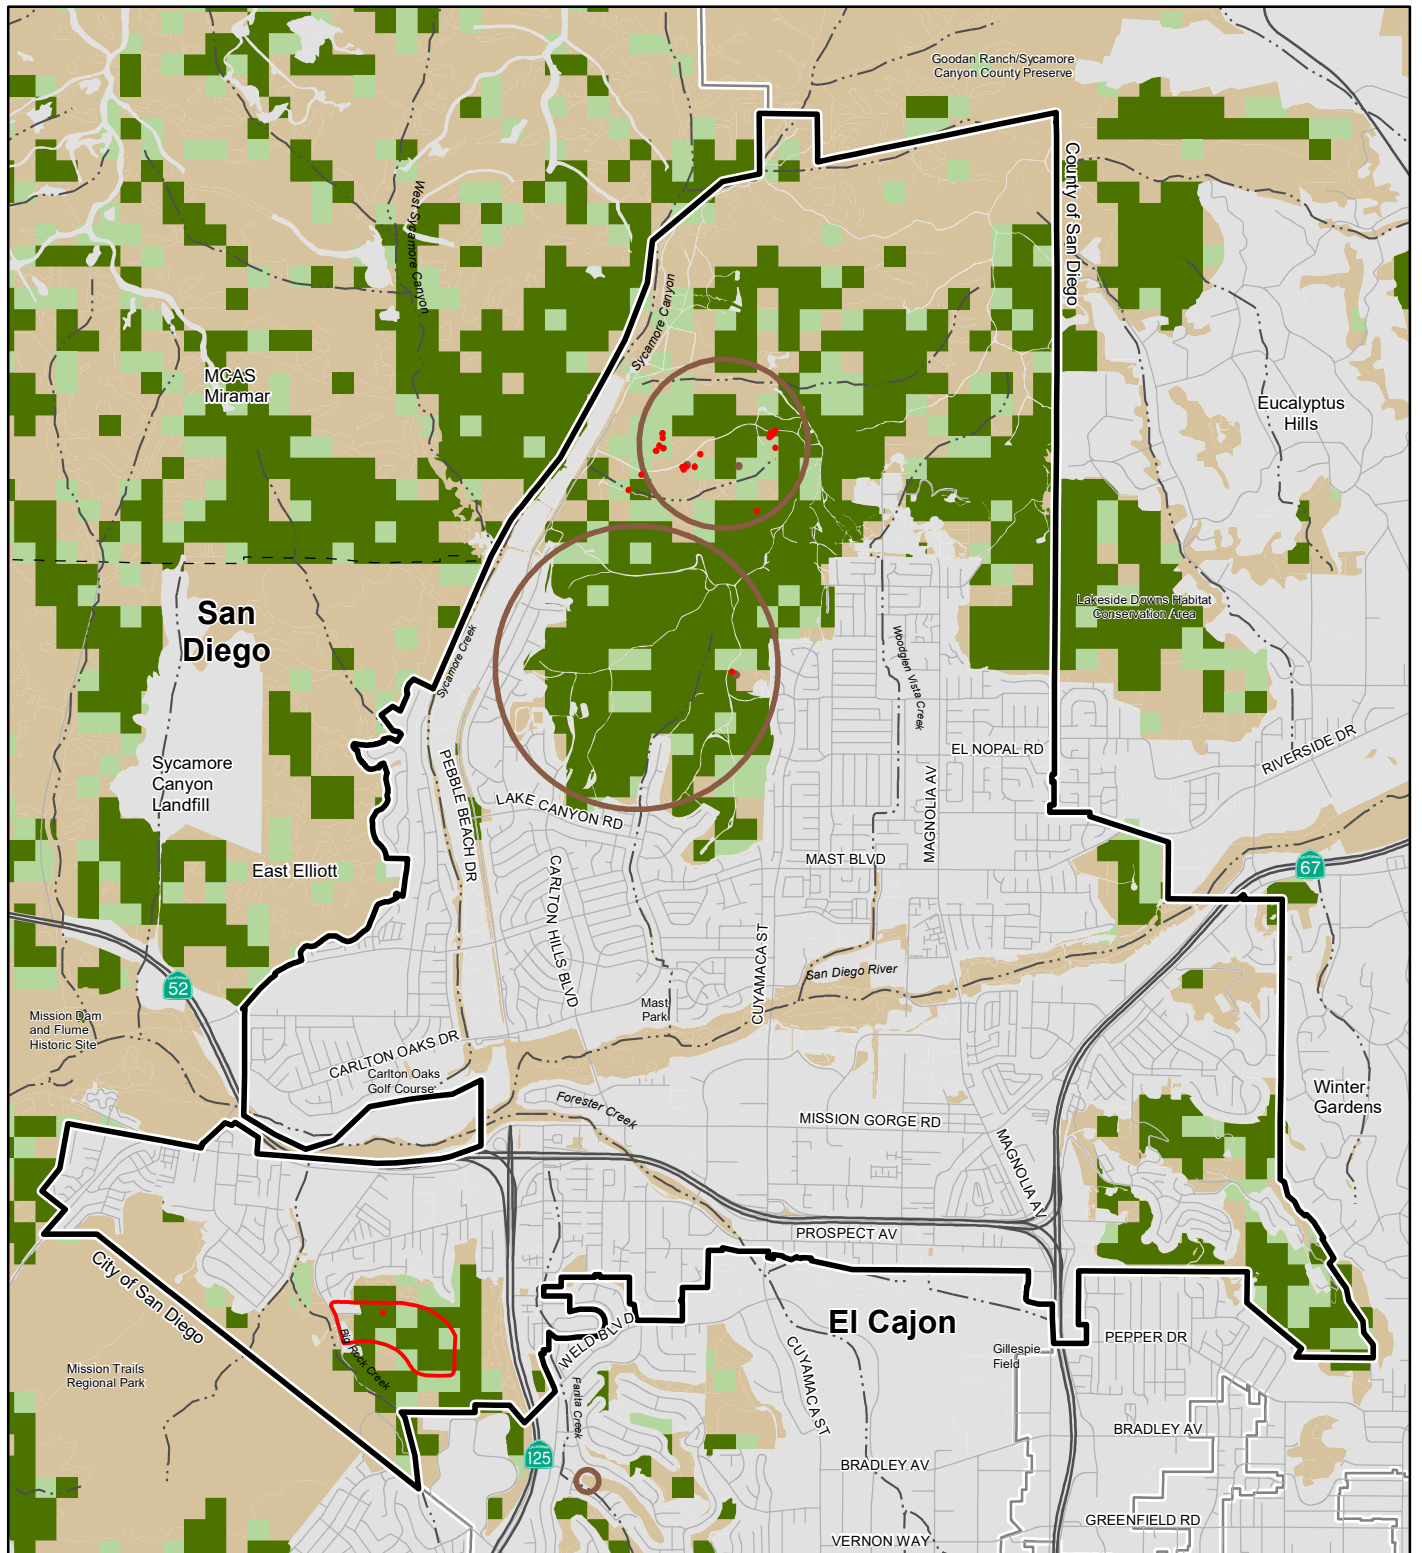 Goodan Ranch/Sycamore
Canyon County Preserve
County of San Diego
West Sycamore Canyon
Sycamore Canyon
MCAS
Miramar
Eucalyptus
Hills
San
Diego
Lakeside Downs Habitat
Conservation Area
Sycamore Creek
Woodglen Vista Creek
Sycamore
Canyon
Landfill
EL NOPAL RD
RIVERSIDE DR
PEBBLE BEACH DR
LAKE CANYON RD
MAGNOLIA AV
MAST BLVD
East Elliott
CALIFORNIA
67
CARLTON HILLS BLVD
CUYAMACA ST
San Diego River
CALIFORNIA
52
Mast
Park
Mission Dam
and Flume
Historic Site
CARLTON OAKS DR
Carlton Oaks
Golf Course
Forester Creek
Winter
Gardens
MISSION GORGE RD
MAGNOLIA AV
PROSPECT AV
City of San Diego
El Cajon
WELD BLVD
Big Rock Creek
CUYAMACA ST
Gillespie
Field
PEPPER DR
Mission Trails
Regional Park
Fanita Creek
BRADLEY AV
CALIFORNIA
125
BRADLEY AV
GREENFIELD RD
VERNON WAY